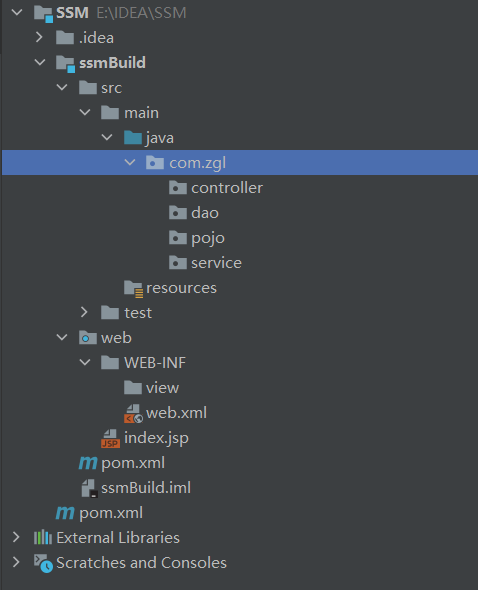 SSM E:\IDEA\SSM
.idea
ssmBuild
src
main
java
com.zgl
controller
dao
pojo
service
resources
test
web
WEB-INF
view
web.xml
index.jsp
pom.xml
ssmBuild.iml
pom.xml
External Libraries
Scratches and Consoles